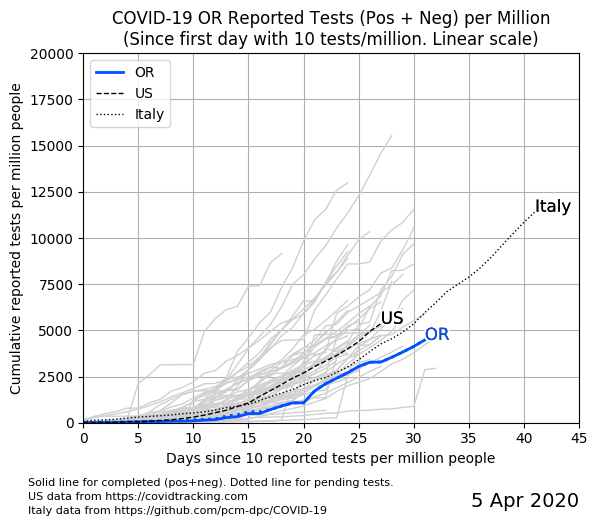 COVID-19 OR Reported Tests (Pos + Neg) per Million
(Since first day with 10 tests/million. Linear scale)
Cumulative reported tests per million people
20000
17500
15000
12500
10000
7500
5000
2500
0
OR
US
Italy
Italy
US
OR
0 5 10 15 20 25 30 35 40 45
Days since 10 reported tests per million people
Solid line for completed (pos+neg). Dotted line for pending tests.
US data from https://covidtracking.com
Italy data from https://github.com/pcm-dpc/COVID-19
5 Apr 2020